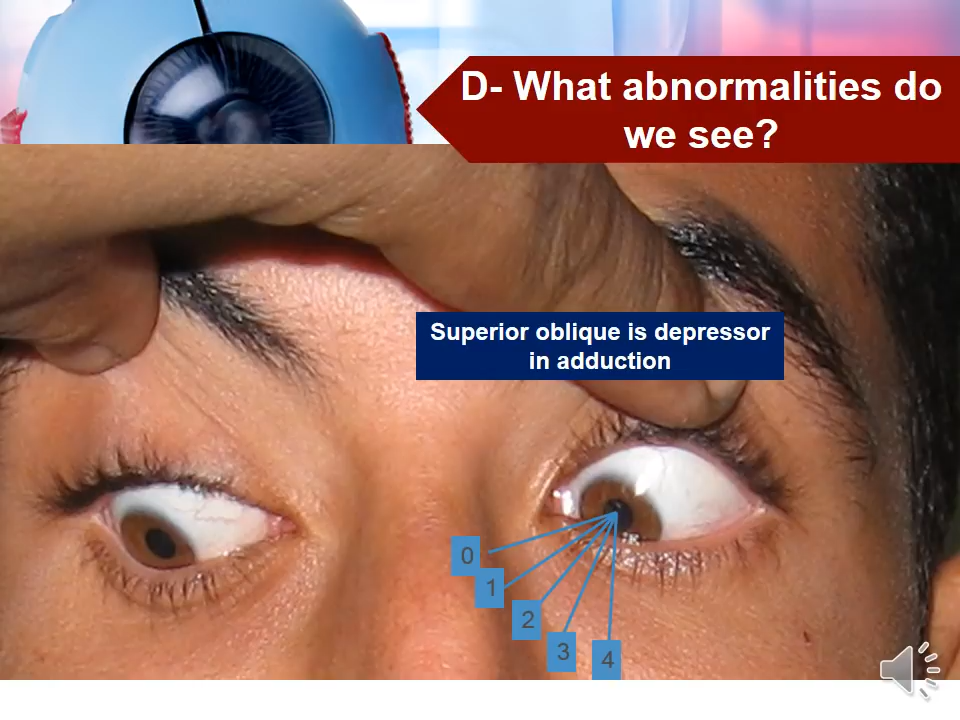 D- What abnormalities do
we see?
Superior oblique is depressor
in adduction
0
1
2
3
4